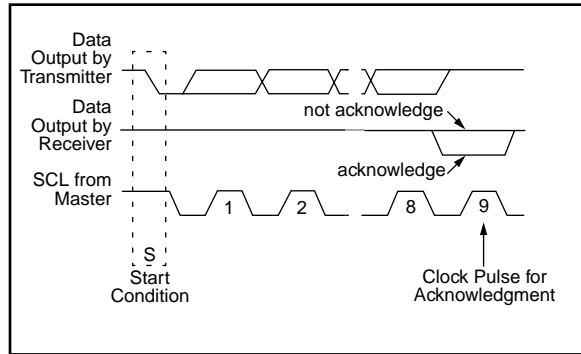 Data
Output by
Transmitter
Data
Output by
Receiver
not acknowledge
acknowledge
SCL from
Master
1
2
8
9
S
Start
Condition
Clock Pulse for
Acknowledgment